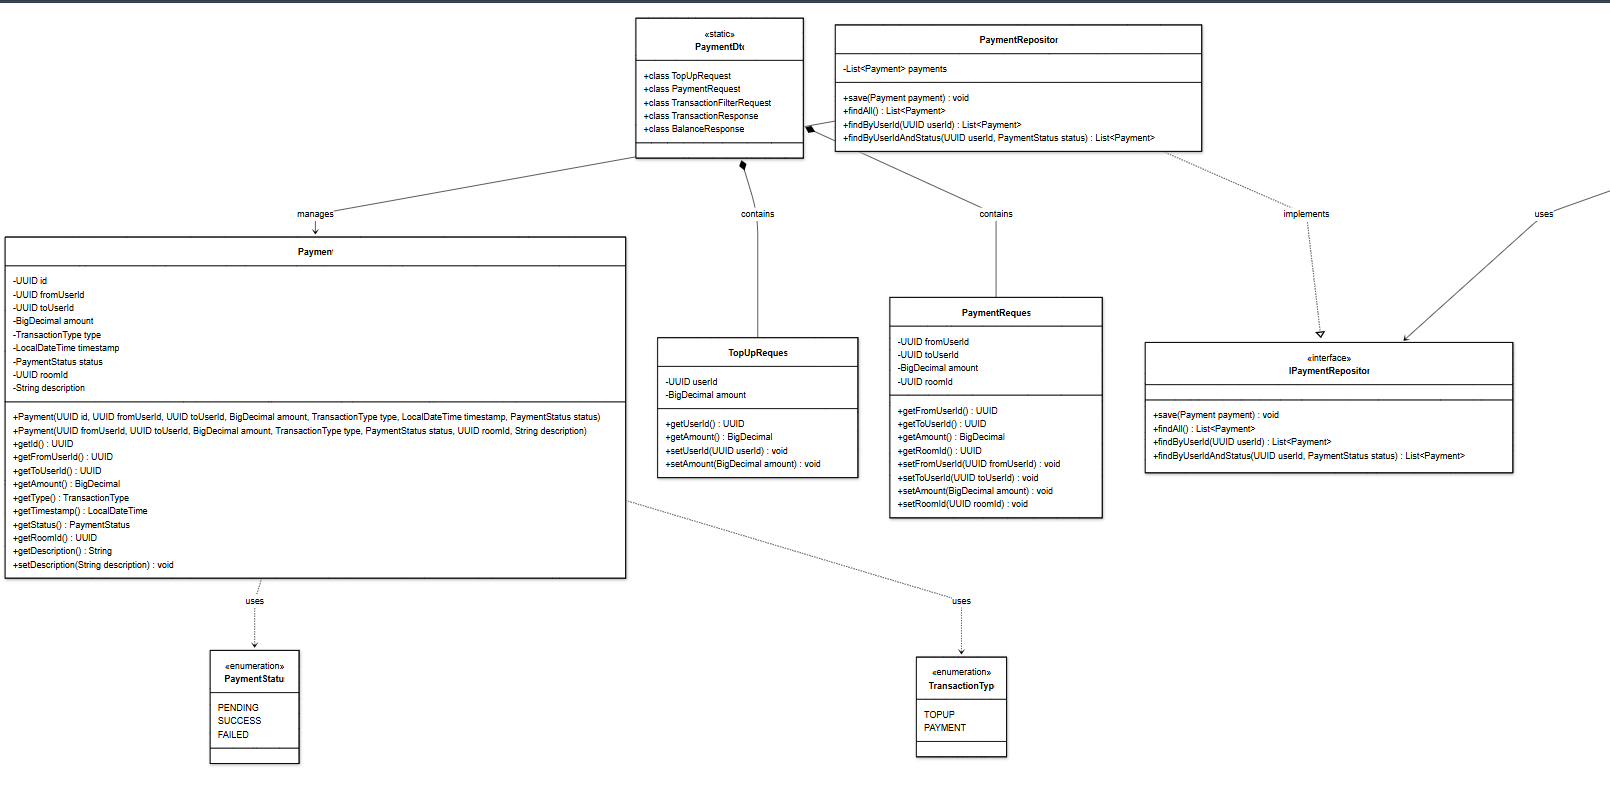 «static»
PaymentDto
+class TopUpRequest
+class PaymentRequest
+class TransactionFilterRequest
+class TransactionResponse
+class BalanceResponse
PaymentRepositor
-List<Payment> payments
+save(Payment payment) : void
+findAll() : List<Payment>
+findByUserId(UUID userId) : List<Payment>
+findByUserIdAndStatus(UUID userId, PaymentStatus status) : List<Payment>
manages
contains
contains
implements
uses
Payment
-UUID id
-UUID fromUserId
-UUID toUserId
-BigDecimal amount
-TransactionType type
-LocalDateTime timestamp
-PaymentStatus status
-UUID roomId
-String description
+Payment(UUID id, UUID fromUserId, UUID toUserId, BigDecimal amount, TransactionType type, LocalDateTime timestamp, PaymentStatus status)
+Payment(UUID fromUserId, UUID toUserId, BigDecimal amount, TransactionType type, PaymentStatus status, UUID roomId, String description)
+getId() : UUID
+getFromUserId() : UUID
+getToUserId() : UUID
+getAmount() : BigDecimal
+getType() : TransactionType
+getTimestamp() : LocalDateTime
+getStatus() : PaymentStatus
+getRoomId() : UUID
+getDescription() : String
+setDescription(String description) : void
TopUpReques
-UUID userId
-BigDecimal amount
+getUserId() : UUID
+getAmount() : BigDecimal
+setUserId(UUID userId) : void
+setAmount(BigDecimal amount) : void
PaymentReques
-UUID fromUserId
-UUID toUserId
-BigDecimal amount
-UUID roomId
+getFromUserId() : UUID
+getToUserId() : UUID
+getAmount() : BigDecimal
+getRoomId() : UUID
+setFromUserId(UUID fromUserId) : void
+setToUserId(UUID toUserId) : void
+setAmount(BigDecimal amount) : void
+setRoomId(UUID roomId) : void
«interface»
IPaymentRepositor
+save(Payment payment) : void
+findAll() : List<Payment>
+findByUserId(UUID userId) : List<Payment>
+findByUserIdAndStatus(UUID userId, PaymentStatus status) : List<Payment>
uses
uses
«enumeration»
PaymentStatu
PENDING
SUCCESS
FAILED
«enumeration»
TransactionTyp
TOPUP
PAYMENT